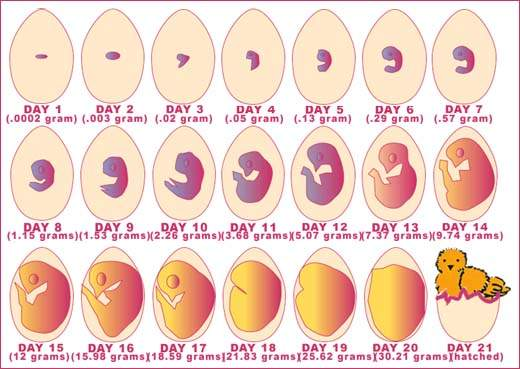 DAY 1 DAY 2 DAY 3 DAY 4 DAY 5 DAY 6 DAY 7
(.0002 gram) (.003 gram) (.02 gram) (.05 gram) (.13 gram) (.29 gram) (.57 gram)
DAY 8 DAY 9 DAY 10 DAY 11 DAY 12 DAY 13 DAY 14
(1.15 grams) (1.53 grams) (2.26 grams) (3.68 grams) (5.07 grams) (7.37 grams) (9.74 grams)
DAY 15 DAY 16 DAY 17 DAY 18 DAY 19 DAY 20 DAY 21
(12 grams) (15.98 grams) (18.59 grams) (21.83 grams) (25.62 grams) (30.21 grams) (hatched)